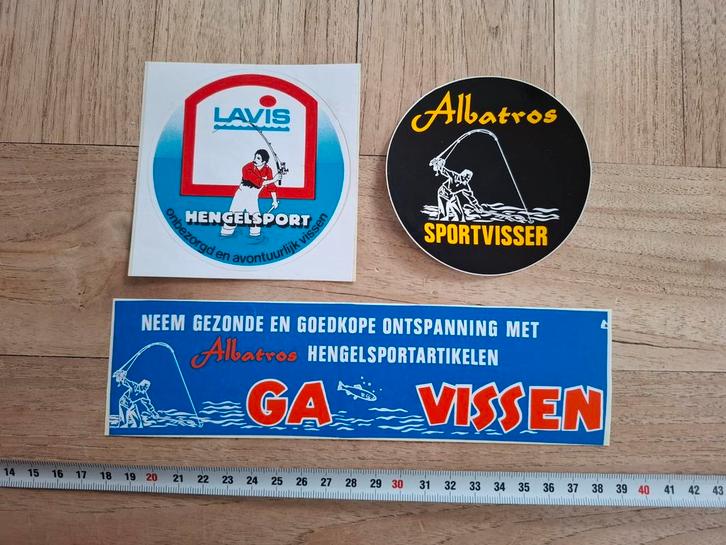 LAVIS
HENGELSPORT
onbezorgd en avontuurlijk vissen
Albatros
SPORTVISSER
NEEM GEZONDE EN GOEDKOPE ONTSPANNING MET
Albatros HENGELSPORTARTIKELEN
GA VISSEN
14 15 16 17 18 19 20 21 22 23 24 25 26 27 28 29 30 31 32 33 34 35 36 37 38 39 40 41 42 43